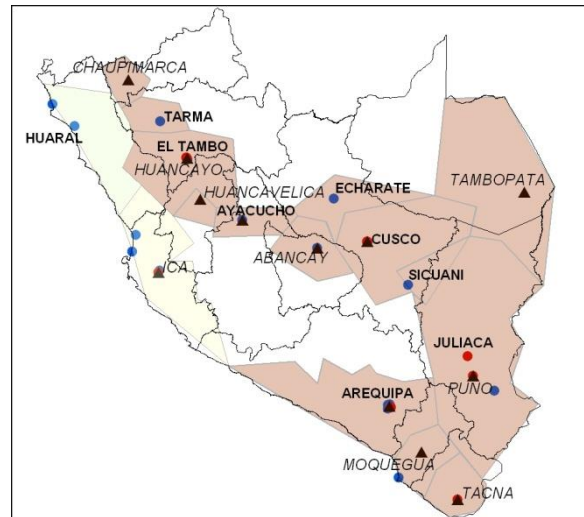 CHAUPIMARCA
TARMA
HUARAL
EL TAMBO
HUANCAYO
HUANCAVELICA
ECHARATE
TAMBOPATA
AYACUCHO
CUSCO
ABANCAY
ICA
SICUANI
JULIACA
PUNO
AREQUIPA
MOQUEGUA
TACNA